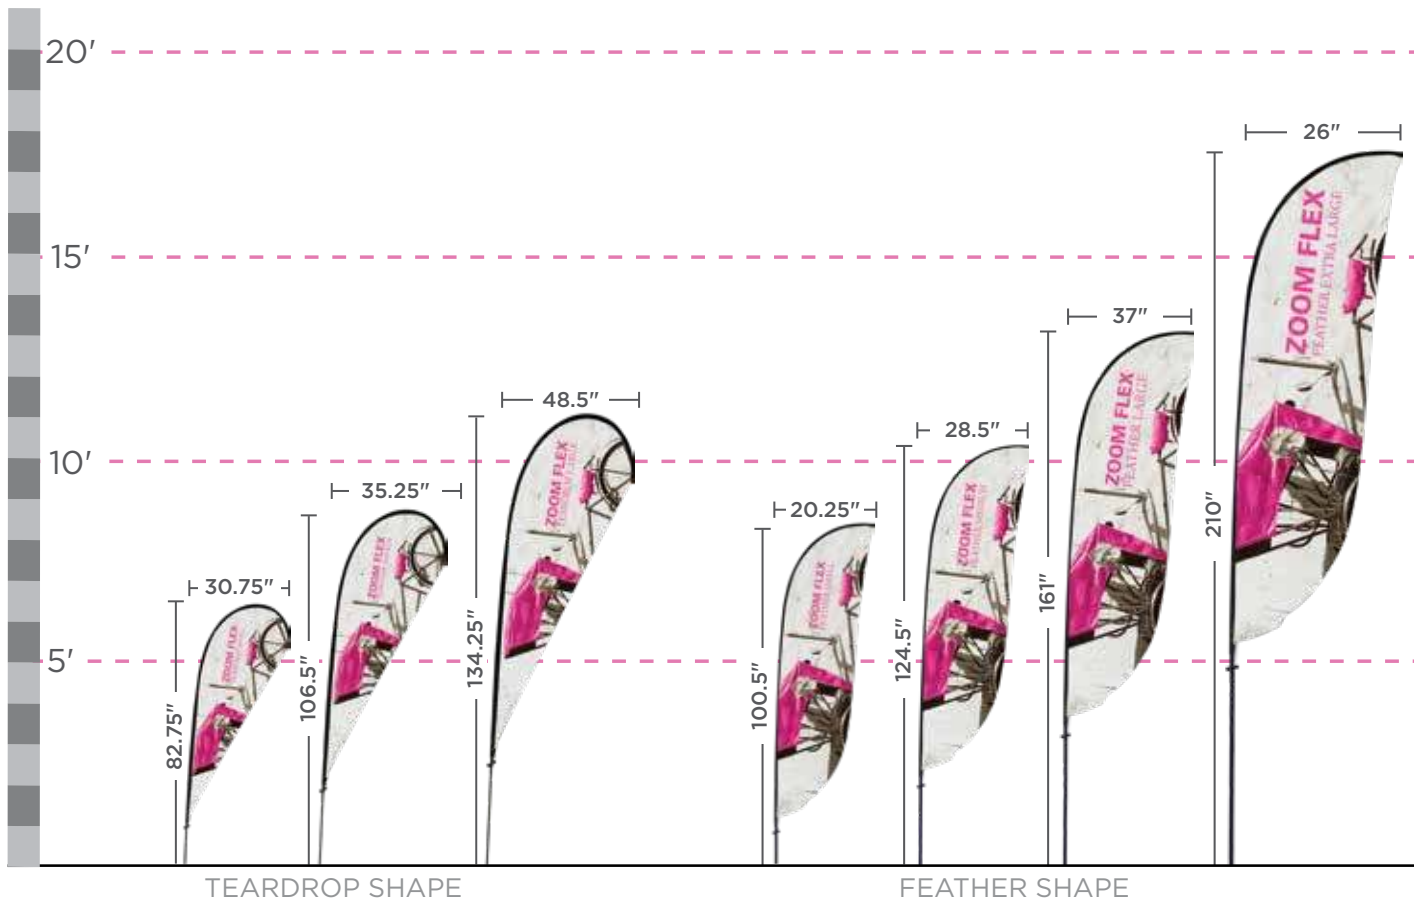 20'
15'
10'
5'
30.75"
82.75"
ZOOM FLEX
35.25"
106.5"
ZOOM FLEX
48.5"
134.25"
ZOOM FLEX
20.25"
100.5"
ZOOM FLEX
28.5"
124.5"
ZOOM FLEX
37"
161"
ZOOM FLEX
FEATHER LARGE
26"
210"
ZOOM FLEX
FEATHER EXTRA LARGE
TEARDROP SHAPE
FEATHER SHAPE